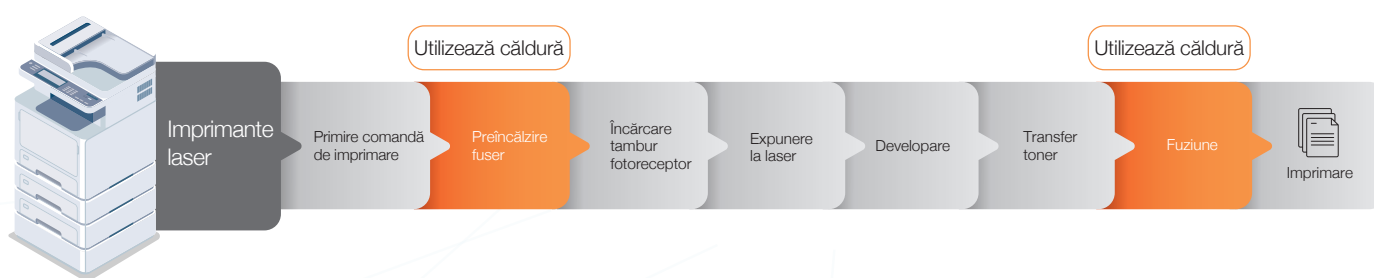 Utilizează căldură
Utilizează căldură
Imprimante
laser
Primire comandă
de imprimare
Preîncălzire
fuser
Încărcare
tambur
fotoreceptor
Expunere
la laser
Developare
Transfer
toner
Fuziune
Imprimare